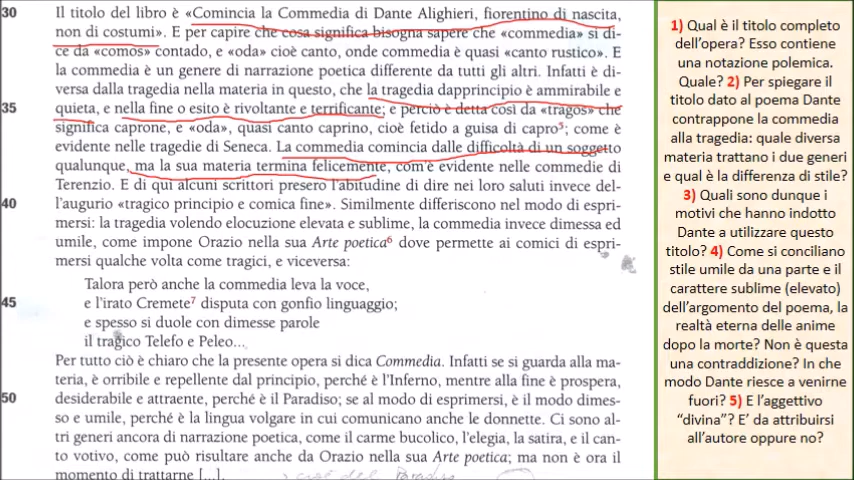 30
Il titolo del libro è «Comincia la Commedia di Dante Alighieri, fiorentino di nascita,
non di costumi». E per capire che cosa significa bisogna sapere che «commedia» si di-
ce da «comos» contado, e «oda» cioè canto, onde commedia è quasi «canto rustico». E
la commedia è un genere di narrazione poetica differente da tutti gli altri. Infatti è di-
versa dalla tragedia nella materia in questo, che la tragedia dapprincipio è ammirabile e
35
quieta, e nella fine o esito è rivoltante e terrificante; e perciò è detta così da «tragos» che
significa caprone, e «oda», quasi canto caprino, cioè fetido a guisa di capro5; come è
evidente nelle tragedie di Seneca. La commedia comincia dalle difficoltà di un soggetto
qualunque, ma la sua materia termina felicemente, com'è evidente nelle commedie di
Terenzio. E di qui alcuni scrittori presero l'abitudine di dire nei loro saluti invece del-
40
l'augurio «tragico principio e comica fine». Similmente differiscono nel modo di espri-
mersi: la tragedia volendo elocuzione elevata e sublime, la commedia invece dimessa ed
umile, come impone Orazio nella sua Arte poetica6 dove permette ai comici di espri-
mersi qualche volta come tragici, e viceversa:
Talora però anche la commedia leva la voce,
45
e l'irato Cremete7 disputa con gonfio linguaggio;
e spesso si duole con dimesse parole
il tragico Telefo e Peleo...
Per tutto ciò è chiaro che la presente opera si dica Commedia. Infatti se si guarda alla ma-
teria, è orribile e repellente dal principio, perché è l'Inferno, mentre alla fine è prospera,
50
desiderabile e attraente, perché è il Paradiso; se al modo di esprimersi, è il modo dimes-
so e umile, perché è la lingua volgare in cui comunicano anche le donnette. Ci sono al-
tri generi ancora di narrazione poetica, come il carme bucolico, l'elegia, la satira, e il can-
to votivo, come può risultare anche da Orazio nella sua Arte poetica; ma non è ora il
momento di trattarne [...].
del Paradiso
1) Qual è il titolo completo
dell'opera? Esso contiene
una notazione polemica.
Quale? 2) Per spiegare il
titolo dato al poema Dante
contrappone la commedia
alla tragedia: quale diversa
materia trattano i due generi
e qual è la differenza di stile?
3) Quali sono dunque i
motivi che hanno indotto
Dante a utilizzare questo
titolo? 4) Come si conciliano
stile umile da una parte e il
carattere sublime (elevato)
dell'argomento del poema, la
realtà eterna delle anime
dopo la morte? Non è questa
una contraddizione? In che
modo Dante riesce a venirne
fuori? 5) E l'aggettivo
"divina"? E' da attribuirsi
all'autore oppure no?